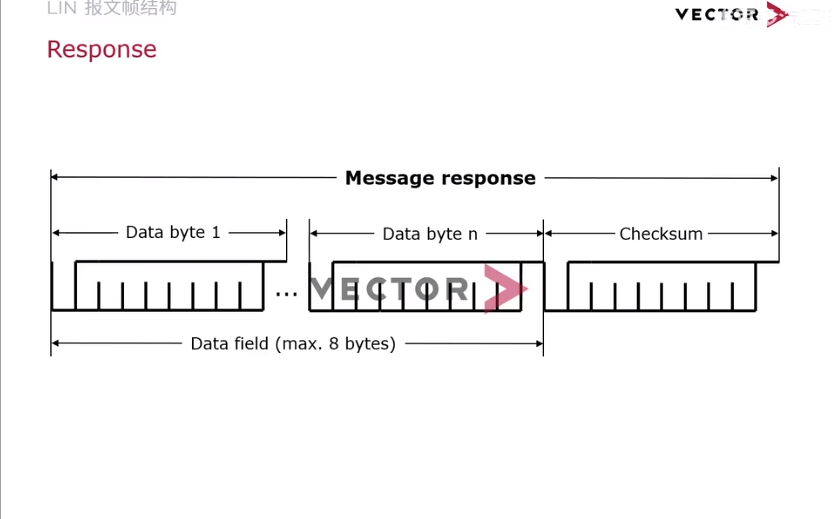 LIN 报文帧结构
VECTOR
Response
Message response
Data byte 1
Data byte n
Checksum
...
VECTOR
Data field (max. 8 bytes)